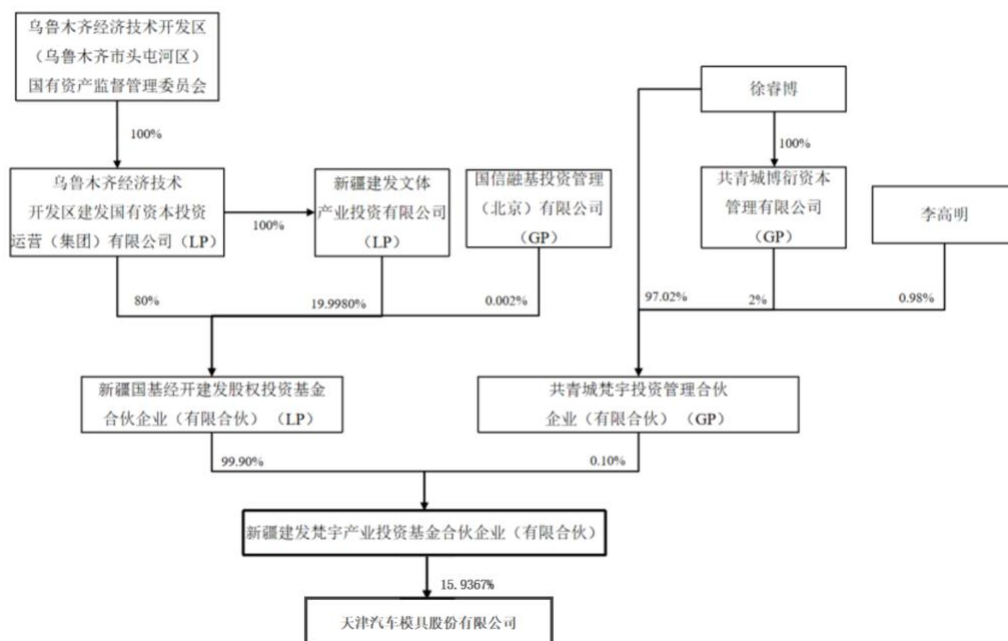 乌鲁木齐经济技术开发区
（乌鲁木齐市头屯河区）
国有资产监督管理委员会
徐睿博
100%
100%
乌鲁木齐经济技术
开发区建发国有资本投资
运营（集团）有限公司（LP）
100%
新疆建发文体
产业投资有限公司
（LP）
国信融基投资管理
（北京）有限公司
（GP）
共青城博衍资本
管理有限公司
（GP）
李高明
80%
19.9980%
0.002%
97.02%
2%
0.98%
新疆国基经开建发股权投资基金
合伙企业（有限合伙）（LP）
共青城梵宇投资管理合伙
企业（有限合伙）（GP）
99.90%
0.10%
新疆建发梵宇产业投资基金合伙企业（有限合伙）
15.9367%
天津汽车模具股份有限公司